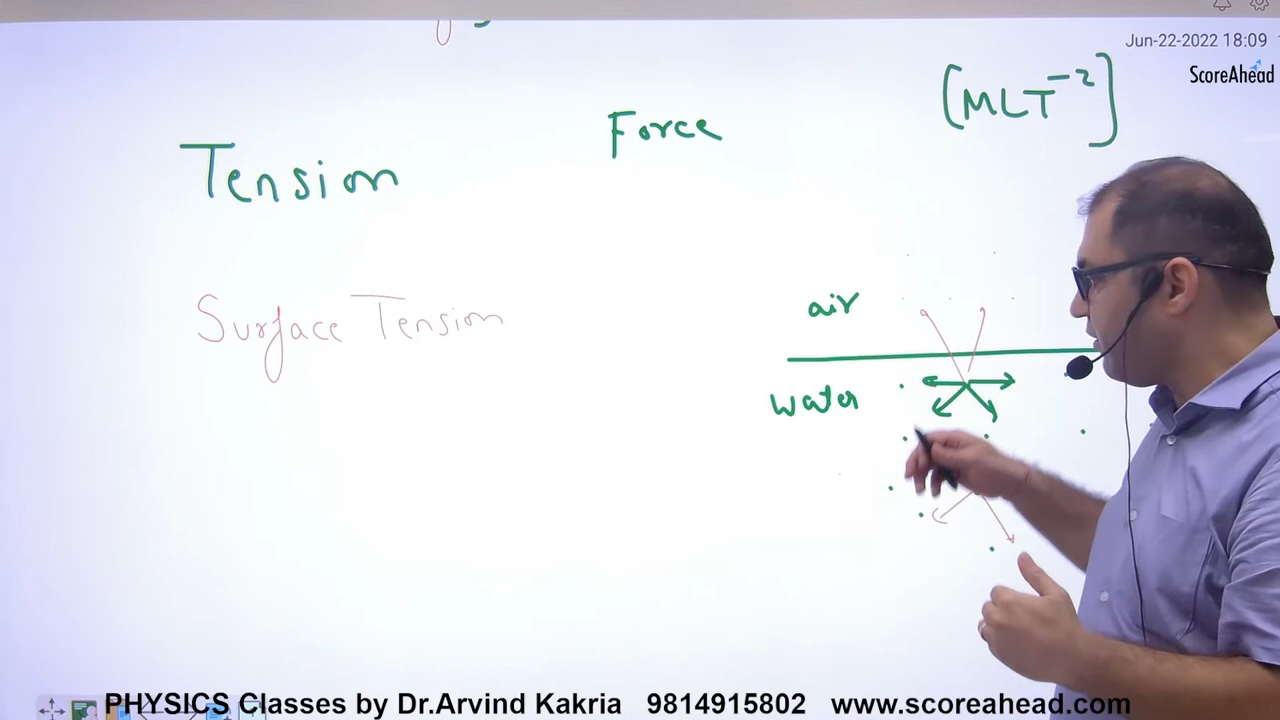 Jun-22-2022 18:09
ScoreAhead
[MLT⁻²]
Force
Tension
air
Surface Tension
water
PHYSICS Classes by Dr.Arvind Kakria 9814915802 www.scoreahead.com